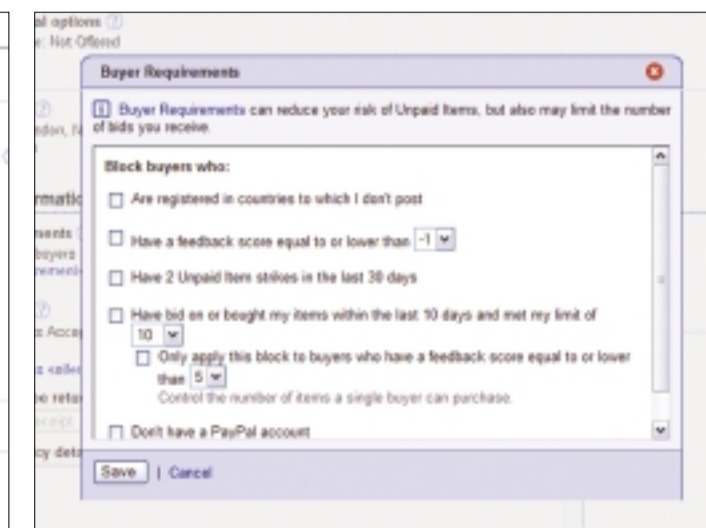 al options (?)
e: Not Offered
Buyer Requirements
i Buyer Requirements can reduce your risk of Unpaid Items, but also may limit the number
of bids you receive.
Block buyers who:
Are registered in countries to which I don't post
Have a feedback score equal to or lower than -1
Have 2 Unpaid Item strikes in the last 30 days
Have bid on or bought my items within the last 10 days and met my limit of
10
Only apply this block to buyers who have a feedback score equal to or lower
than 5
Control the number of items a single buyer can purchase.
Don't have a PayPal account
Save | Cancel